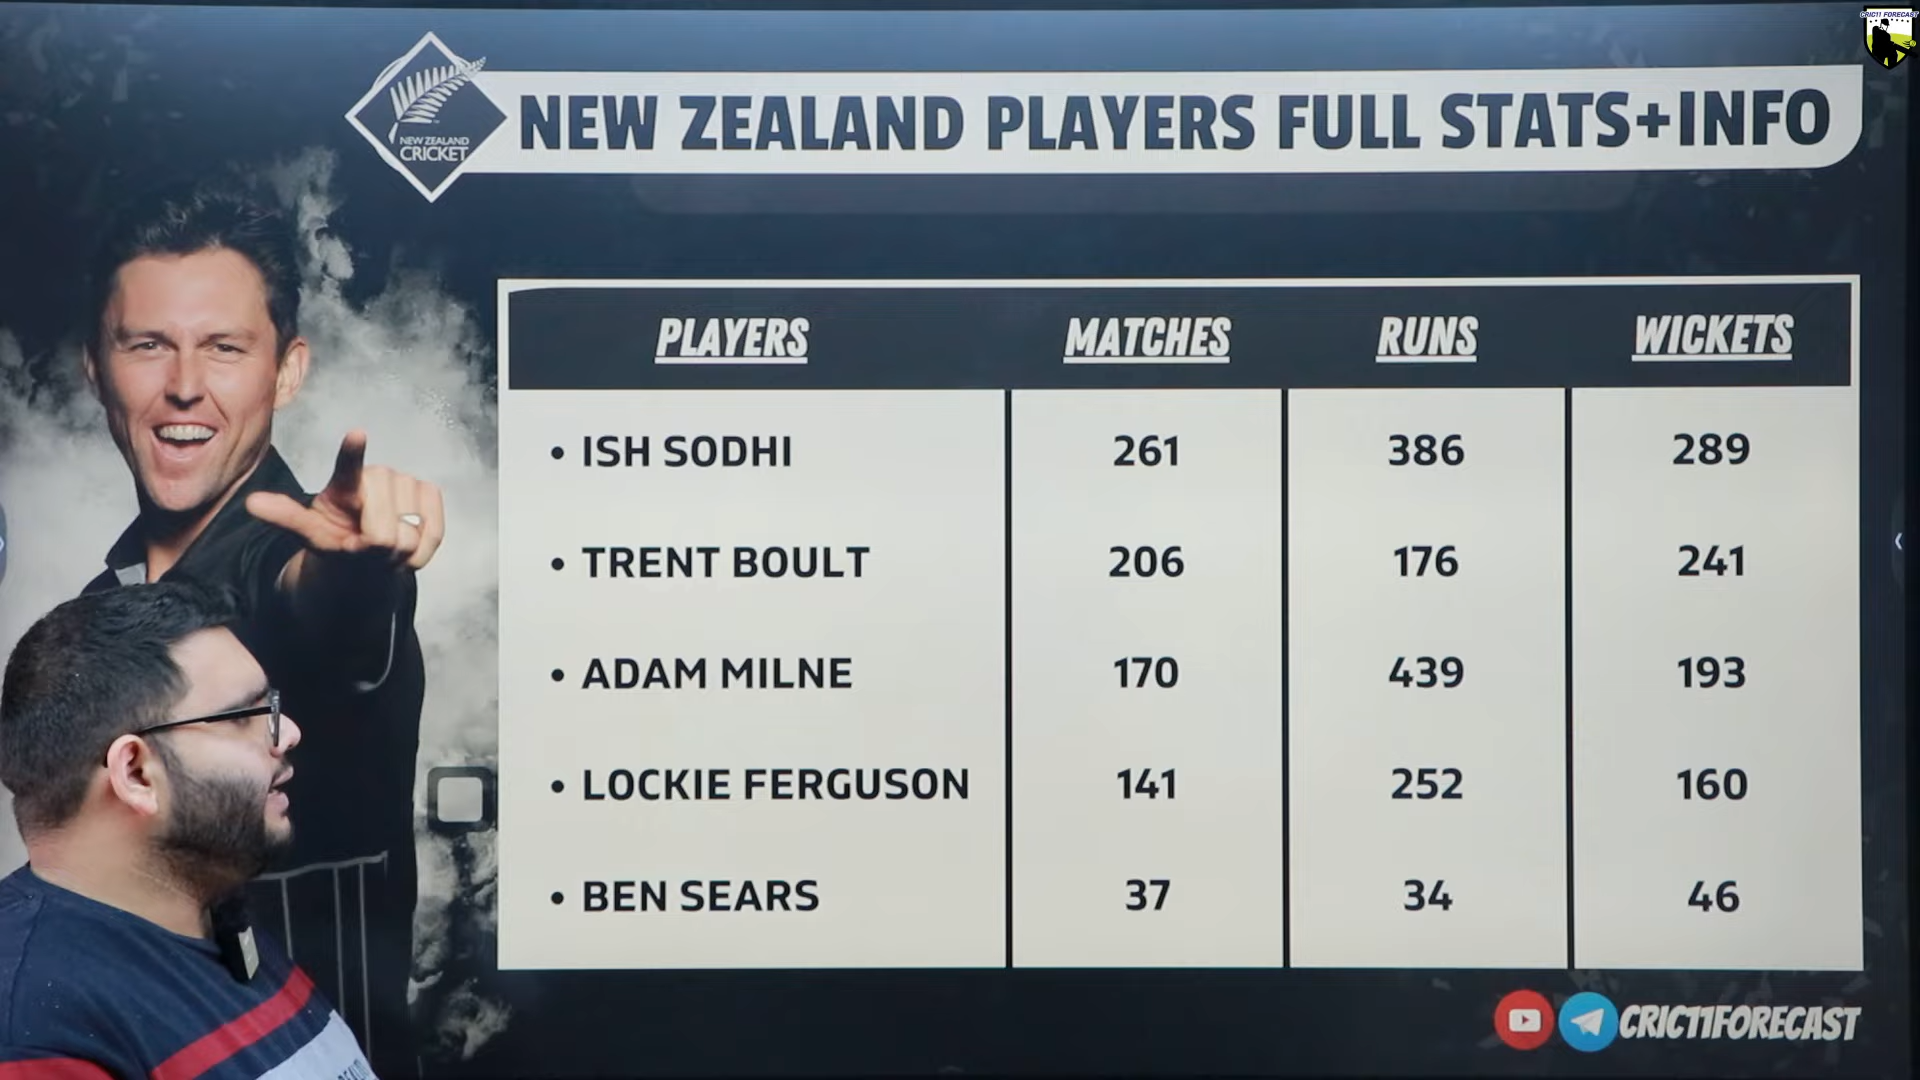 CRIC11 FORECAST
NEW ZEALAND
CRICKET
NEW ZEALAND PLAYERS FULL STATS+INFO
PLAYERS MATCHES RUNS WICKETS
• ISH SODHI 261 386 289
• TRENT BOULT 206 176 241
• ADAM MILNE 170 439 193
• LOCKIE FERGUSON 141 252 160
• BEN SEARS 37 34 46
CRIC11FORECAST